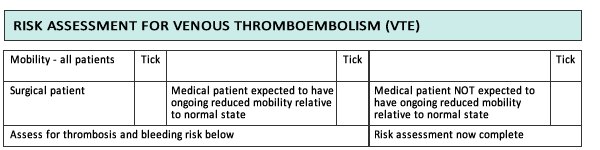 RISK ASSESSMENT FOR VENOUS THROMBOEMBOLISM (VTE)
Mobility - all patients Tick Tick Tick
Surgical patient
Medical patient expected to have
ongoing reduced mobility relative
to normal state
Medical patient NOT expected to
have ongoing reduced mobility
relative to normal state
Assess for thrombosis and bleeding risk below
Risk assessment now complete